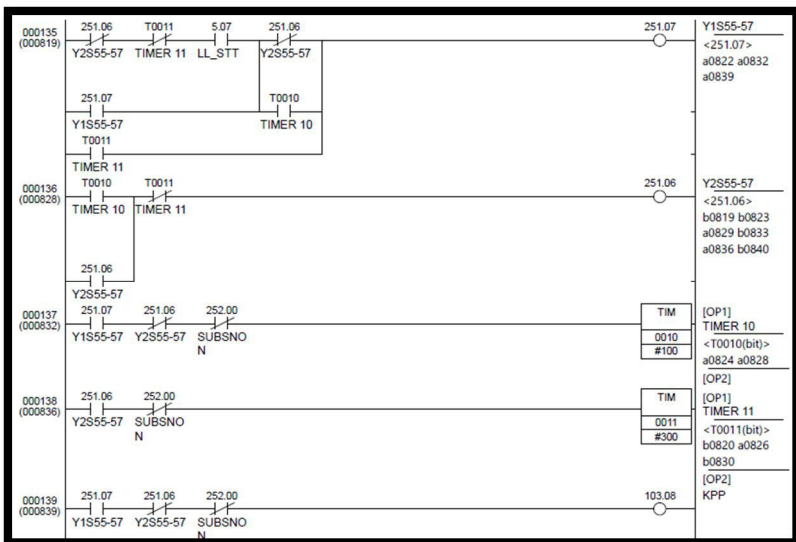 000135
(000819)
251.06 T0011 5.07 251.06 251.07
Y2S55-57 TIMER 11 LL_STT Y2S55-57
Y1S55-57
<251.07>
a0822 a0832
a0839
251.07 T0010
Y1S55-57 TIMER 10
T0011
TIMER 11
000136
(000828)
T0010 T0011 251.06
TIMER 10 TIMER 11
Y2S55-57
<251.06>
b0819 b0823
a0829 b0833
a0836 b0840
251.06
Y2S55-57
000137
(000832)
251.07 251.06 252.00
Y1S55-57 Y2S55-57 SUBSNO
N
TIM
0010
#100
[OP1]
TIMER 10
<T0010(bit)>
a0824 a0828
[OP2]
000138
(000836)
251.06 252.00
Y2S55-57 SUBSNO
N
TIM
0011
#300
[OP1]
TIMER 11
<T0011(bit)>
b0820 a0826
b0830
[OP2]
000139
(000839)
251.07 251.06 252.00 103.08
Y1S55-57 Y2S55-57 SUBSNO
N
KPP